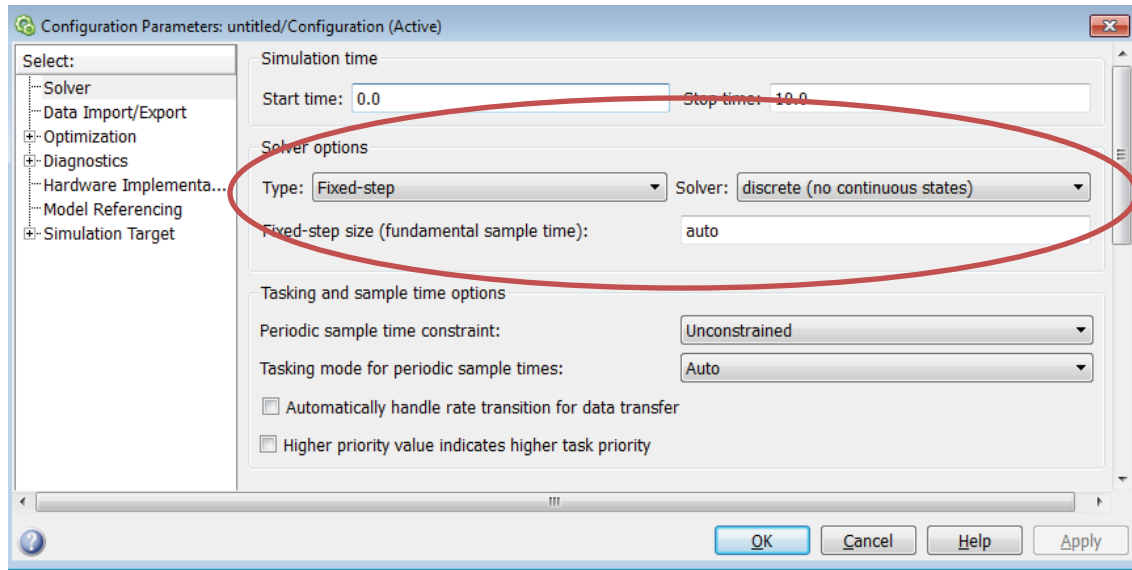 Configuration Parameters: untitled/Configuration (Active)
Select:
Solver
Data Import/Export
Optimization
Diagnostics
Hardware Implementa...
Model Referencing
Simulation Target
Simulation time
Start time: 0.0 Stop time: 10.0
Solver options
Type: Fixed-step Solver: discrete (no continuous states)
Fixed-step size (fundamental sample time): auto
Tasking and sample time options
Periodic sample time constraint: Unconstrained
Tasking mode for periodic sample times: Auto
Automatically handle rate transition for data transfer
Higher priority value indicates higher task priority
OK Cancel Help Apply